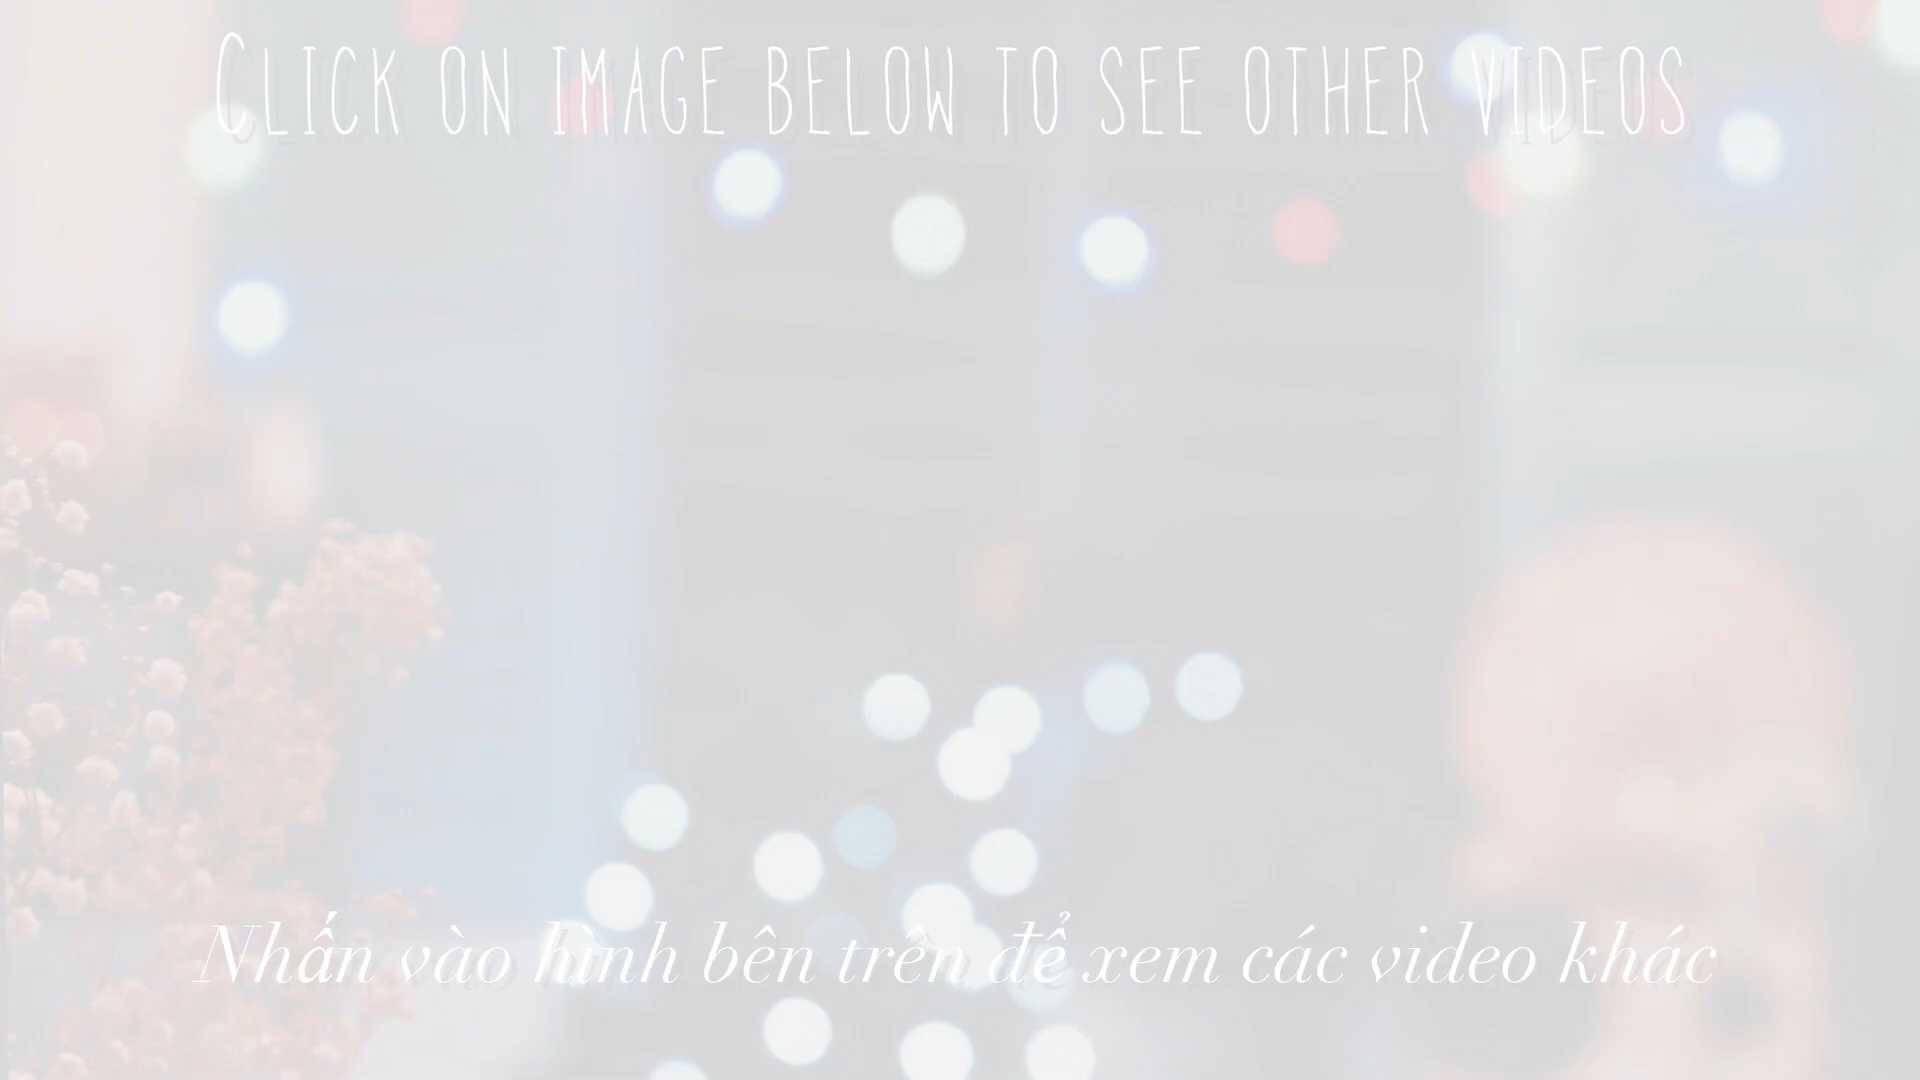 Click on image below to see other videos
Nhấn vào hình bên trên để xem các video khác